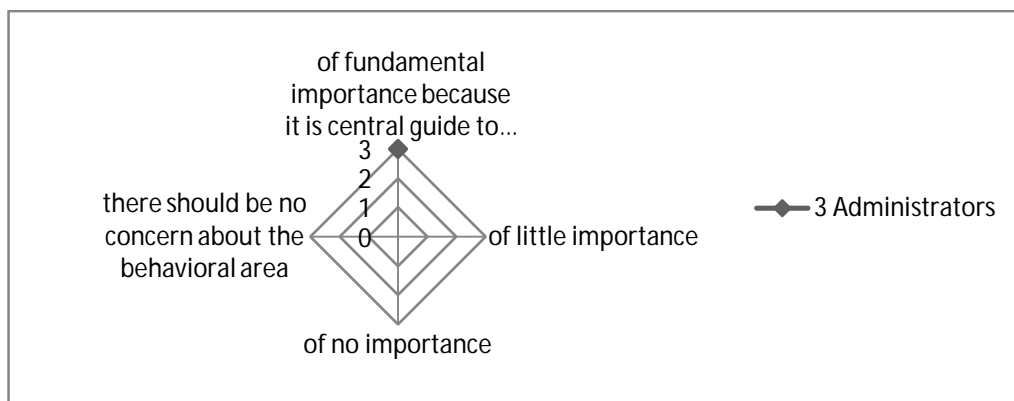 of fundamental
importance because
it is central guide to...
3
2
1
0
there should be no
concern about the
behavioral area
of little importance
of no importance
3 Administrators